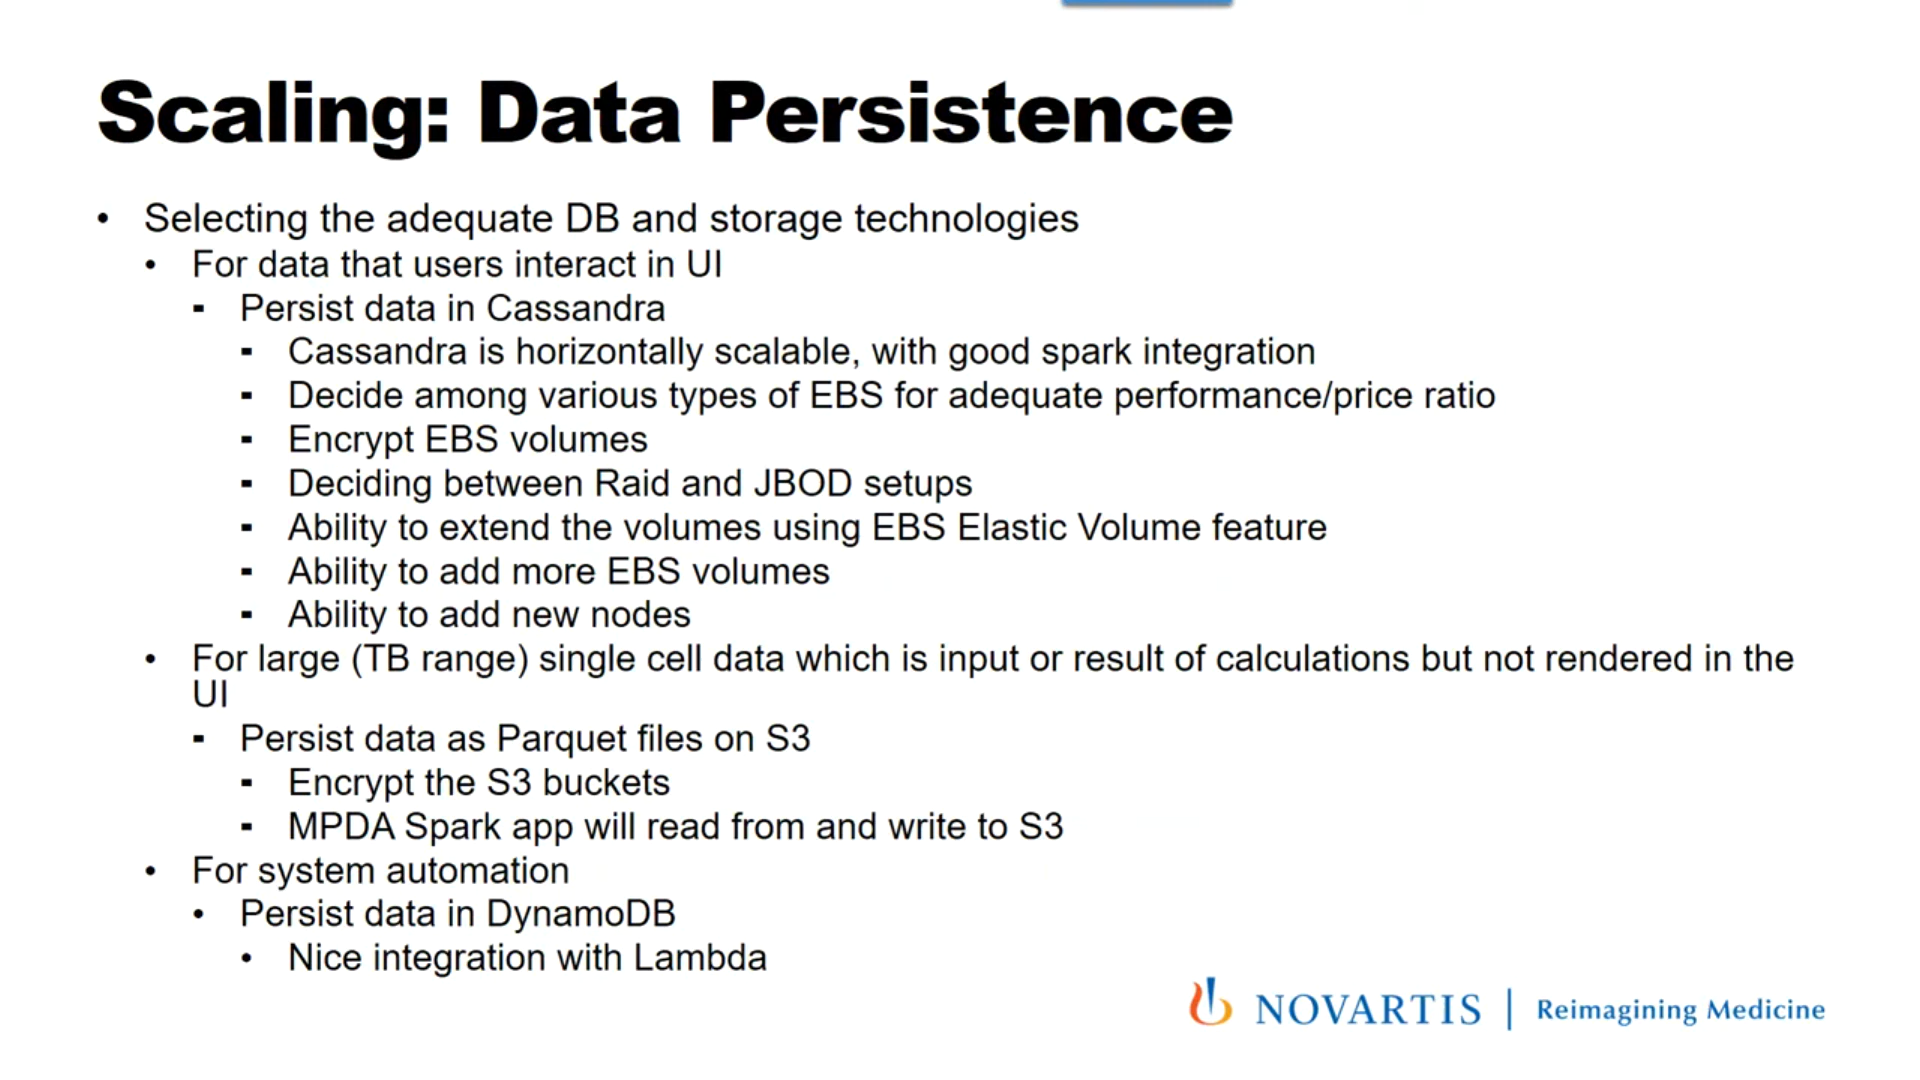 Scaling: Data Persistence
• Selecting the adequate DB and storage technologies
• For data that users interact in UI
- Persist data in Cassandra
- Cassandra is horizontally scalable, with good spark integration
- Decide among various types of EBS for adequate performance/price ratio
- Encrypt EBS volumes
- Deciding between Raid and JBOD setups
- Ability to extend the volumes using EBS Elastic Volume feature
- Ability to add more EBS volumes
- Ability to add new nodes
• For large (TB range) single cell data which is input or result of calculations but not rendered in the
UI
- Persist data as Parquet files on S3
- Encrypt the S3 buckets
- MPDA Spark app will read from and write to S3
• For system automation
• Persist data in DynamoDB
• Nice integration with Lambda
NOVARTIS | Reimagining Medicine